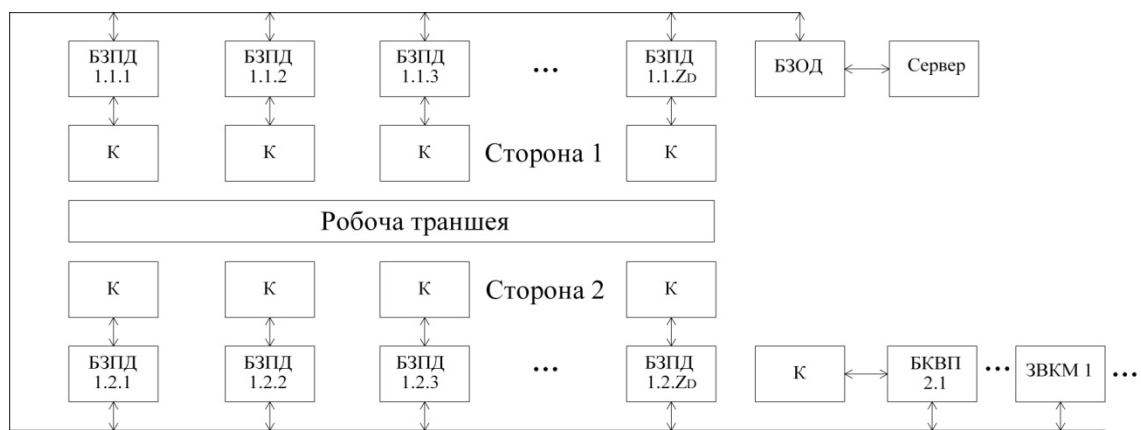 БЗПД
1.1.1
БЗПД
1.1.2
БЗПД
1.1.3
...
БЗПД
1.1.ZD
БЗОД
Сервер
К
К
К
Сторона 1
К
Робоча траншея
К
К
К
Сторона 2
К
БЗПД
1.2.1
БЗПД
1.2.2
БЗПД
1.2.3
...
БЗПД
1.2.ZD
К
БКВП
2.1
...
ЗВКМ 1
...